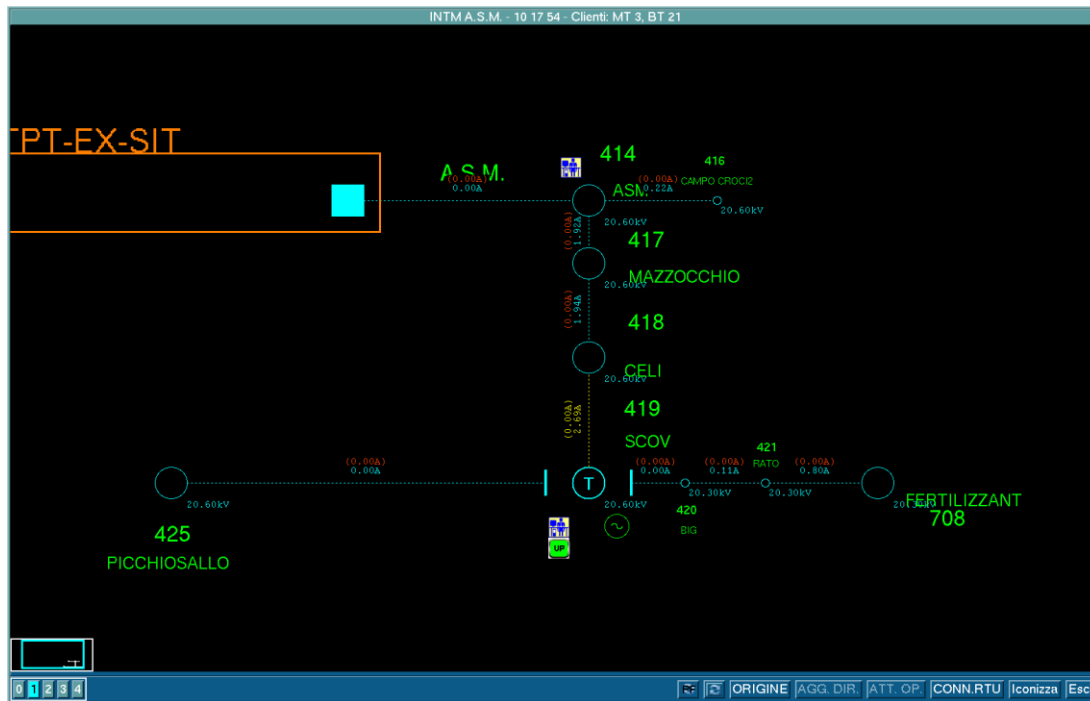 INTM A.S.M. - 10 17 54 - Clienti: MT 3, BT 21
TPT-EX-SIT
A.S.M.
(0.00A)
0.00A
414
ASM
20.60kV
(0.00A)
0.22A
416
CAMPO CROCI2
20.60kV
(0.00A)
1.92A
417
MAZZOCCHIO
20.60kV
(0.00A)
1.94A
418
CELI
20.60kV
(0.00A)
2.69A
419
SCOV
T
20.60kV
UP
(0.00A)
0.00A
20.60kV
425
PICCHIOSALLO
(0.00A)
0.00A
20.30kV
420
BIG
(0.00A)
0.11A
421
RATO
20.30kV
(0.00A)
0.80A
FERTILIZZANT
708
0 1 2 3 4
ORIGINE AGG. DIR. ATT. OP. CONN.RTU Iconizza Esc